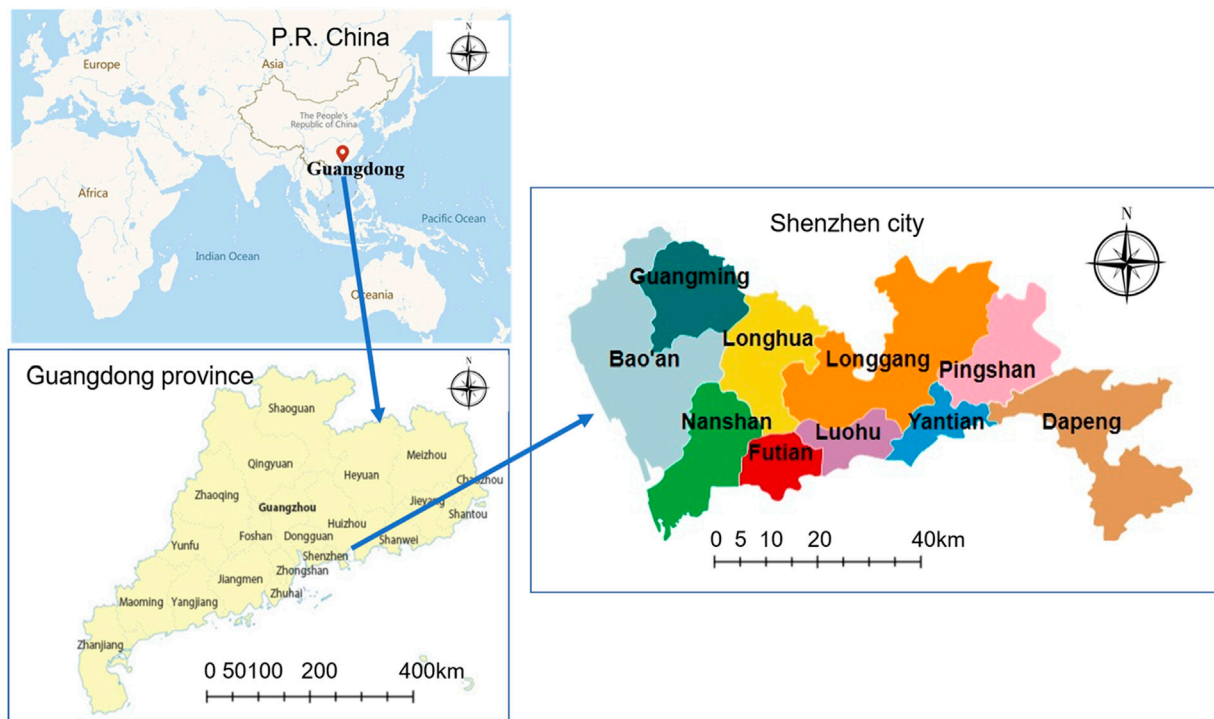 P.R. China
N
Europe
Asia
The People's
Republic of China
Guangdong
Africa
Pacific Ocean
Indian Ocean
Oceania
Guangdong province
N
Shaoguan
Meizhou
Qingyuan
Heyuan
Chaozhou
Zhaoqing
Jieyang
Guangzhou
Shantou
Huizhou
Foshan
Dongguan
Shanwei
Yunfu
Shenzhen
Zhongshan
Jiangmen
Zhuhai
Maoming
Yangjiang
Zhanjiang
0 50100 200 400km
Shenzhen city
N
Guangming
Longhua
Bao'an
Longgang
Pingshan
Nanshan
Yantian
Dapeng
Luohu
Futian
0 5 10 20 40km